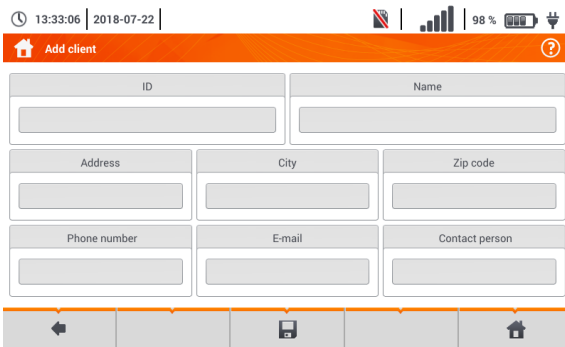 13:33:06 2018-07-22 98 %
Add client ?
ID Name
Address City Zip code
Phone number E-mail Contact person